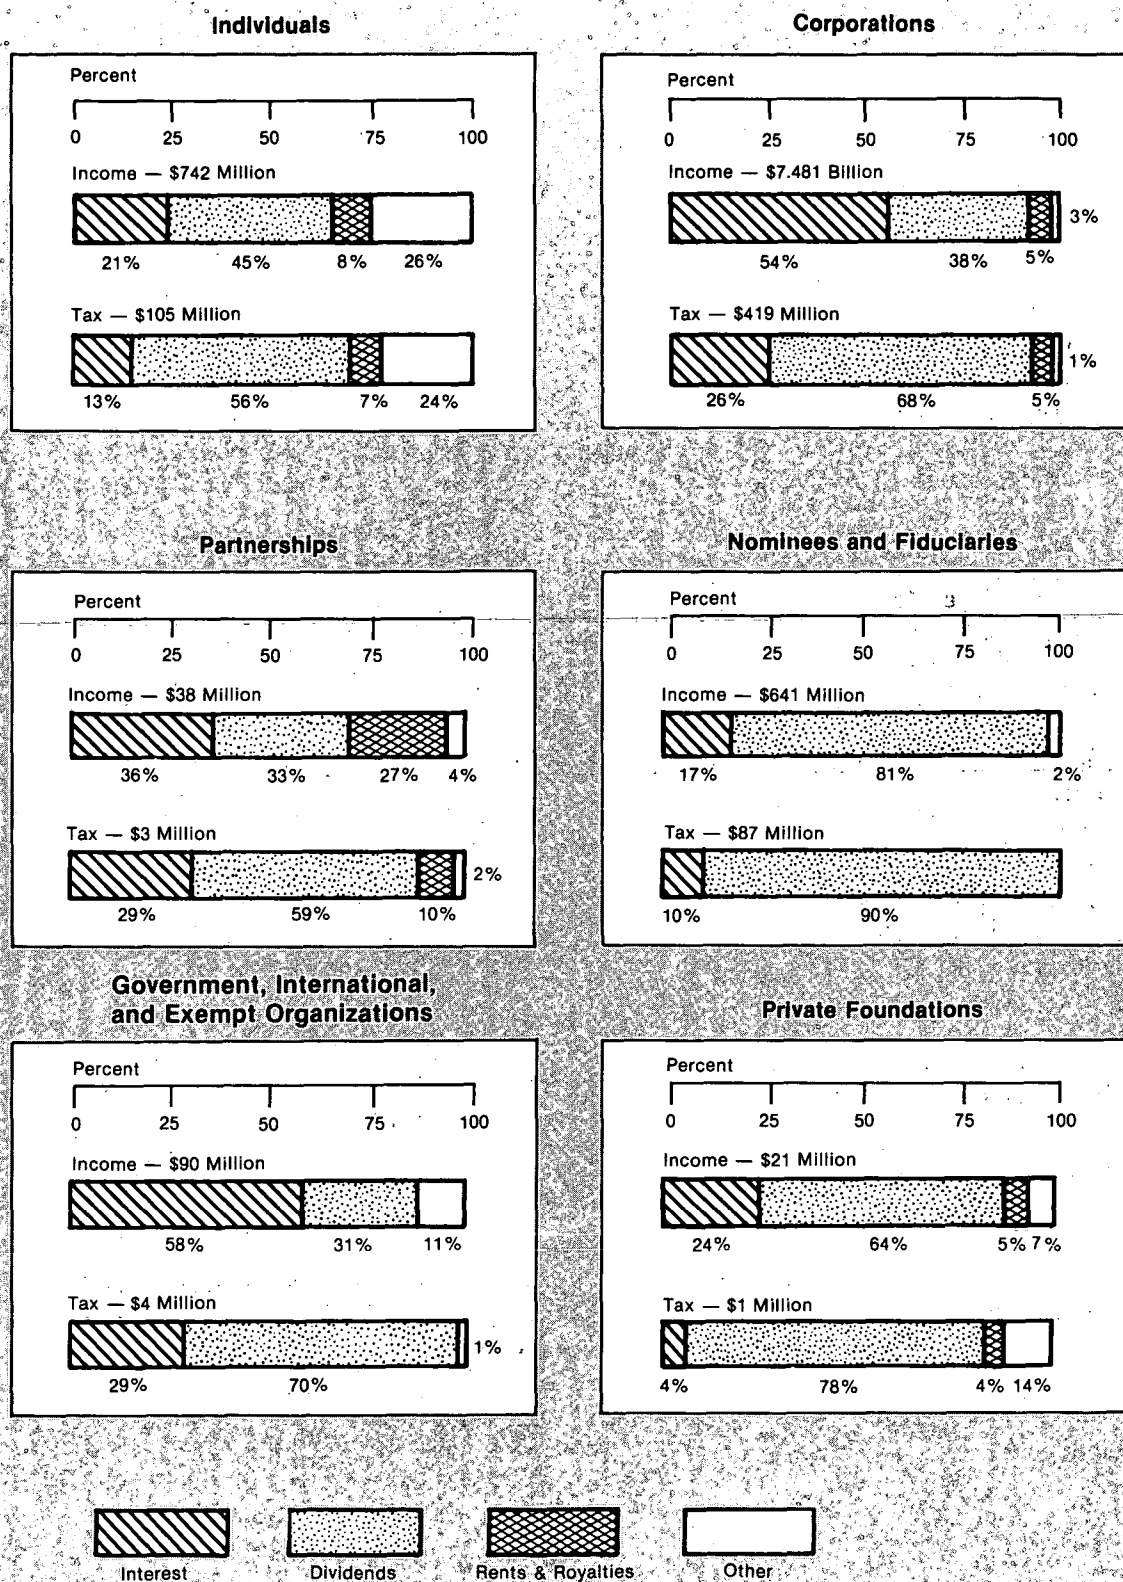 Individuals
Percent
0 25 50 75 100
Income — $742 Million
21% 45% 8% 26%
Tax — $105 Million
13% 56% 7% 24%
Corporations
Percent
0 25 50 75 100
Income — $7.481 Billion
3%
54% 38% 5%
Tax — $419 Million
1%
26% 68% 5%
Partnerships
Percent
0 25 50 75 100
Income — $38 Million
36% 33% 27% 4%
Tax — $3 Million
2%
29% 59% 10%
Nominees and Fiduciaries
Percent
0 25 50 75 100
Income — $641 Million
17% 81% 2%
Tax — $87 Million
10% 90%
Government, International,
and Exempt Organizations
Percent
0 25 50 75 100
Income — $90 Million
58% 31% 11%
Tax — $4 Million
1%
29% 70%
Private Foundations
Percent
0 25 50 75 100
Income — $21 Million
24% 64% 5% 7%
Tax — $1 Million
4% 78% 4% 14%
Interest Dividends Rents & Royalties Other